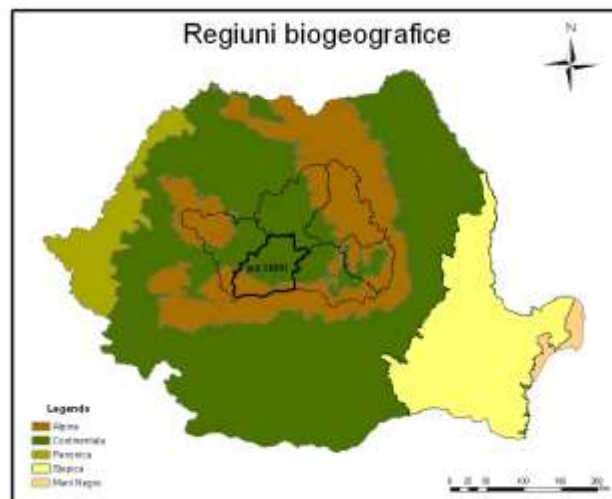 Regiuni biogeografice
N
Legenda
Alpina
Continentala
Panonica
Stepica
Marii Negre